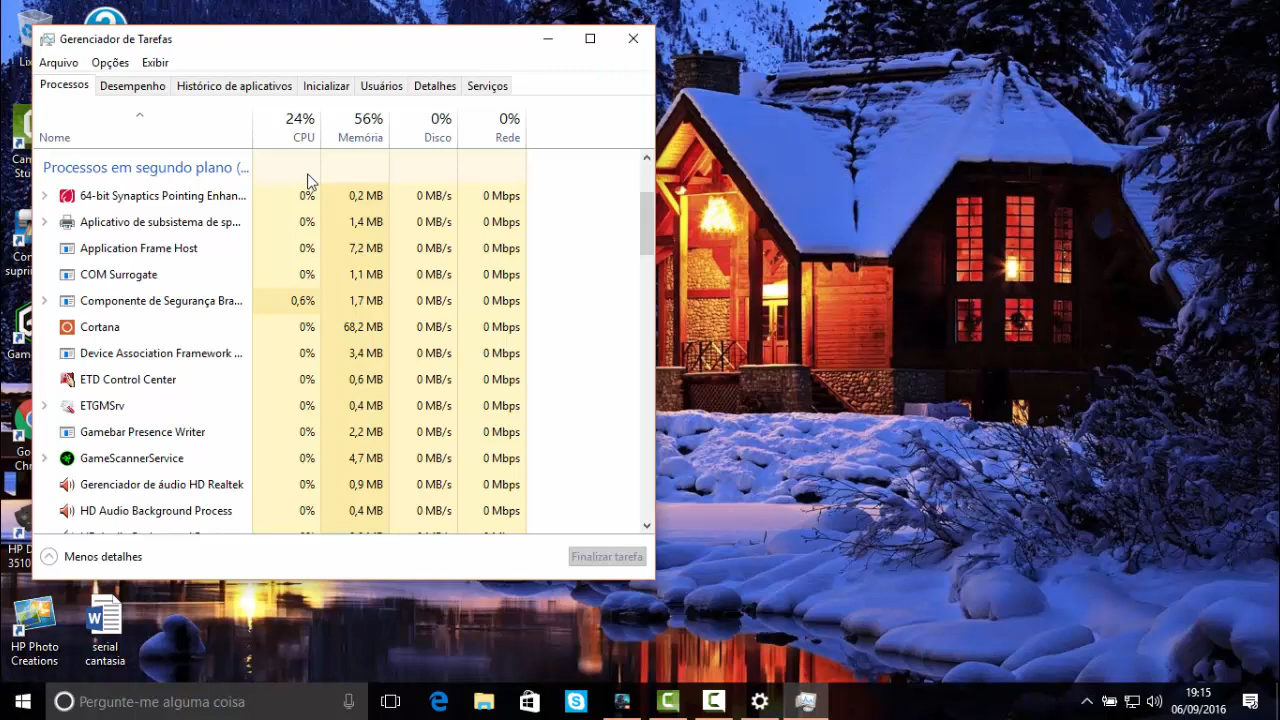 Lix
Gerenciador de Tarefas
Arquivo Opções Exibir
Processos Desempenho Histórico de aplicativos Inicializar Usuários Detalhes Serviços
24% 56% 0% 0%
Nome CPU Memória Disco Rede
Processos em segundo plano (...
64-bit Synaptics Pointing Enhan... 0% 0,2 MB 0 MB/s 0 Mbps
Aplicativo de subsistema de sp... 0% 1,4 MB 0 MB/s 0 Mbps
Application Frame Host 0% 7,2 MB 0 MB/s 0 Mbps
COM Surrogate 0% 1,1 MB 0 MB/s 0 Mbps
Componente de Segurança Bra... 0,6% 1,7 MB 0 MB/s 0 Mbps
Cortana 0% 68,2 MB 0 MB/s 0 Mbps
Device Association Framework ... 0% 3,4 MB 0 MB/s 0 Mbps
ETD Control Center 0% 0,6 MB 0 MB/s 0 Mbps
ETGMSrv 0% 0,4 MB 0 MB/s 0 Mbps
Gamebar Presence Writer 0% 2,2 MB 0 MB/s 0 Mbps
GameScannerService 0% 4,7 MB 0 MB/s 0 Mbps
Gerenciador de áudio HD Realtek 0% 0,9 MB 0 MB/s 0 Mbps
HD Audio Background Process 0% 0,4 MB 0 MB/s 0 Mbps
Menos detalhes Finalizar tarefa
Cam
Stu
Con
suprin
Gam
Go
Chr
HP D
3510
HP Photo
Creations
serial
cantasia
Pergunte-me alguma coisa
19:15
06/09/2016